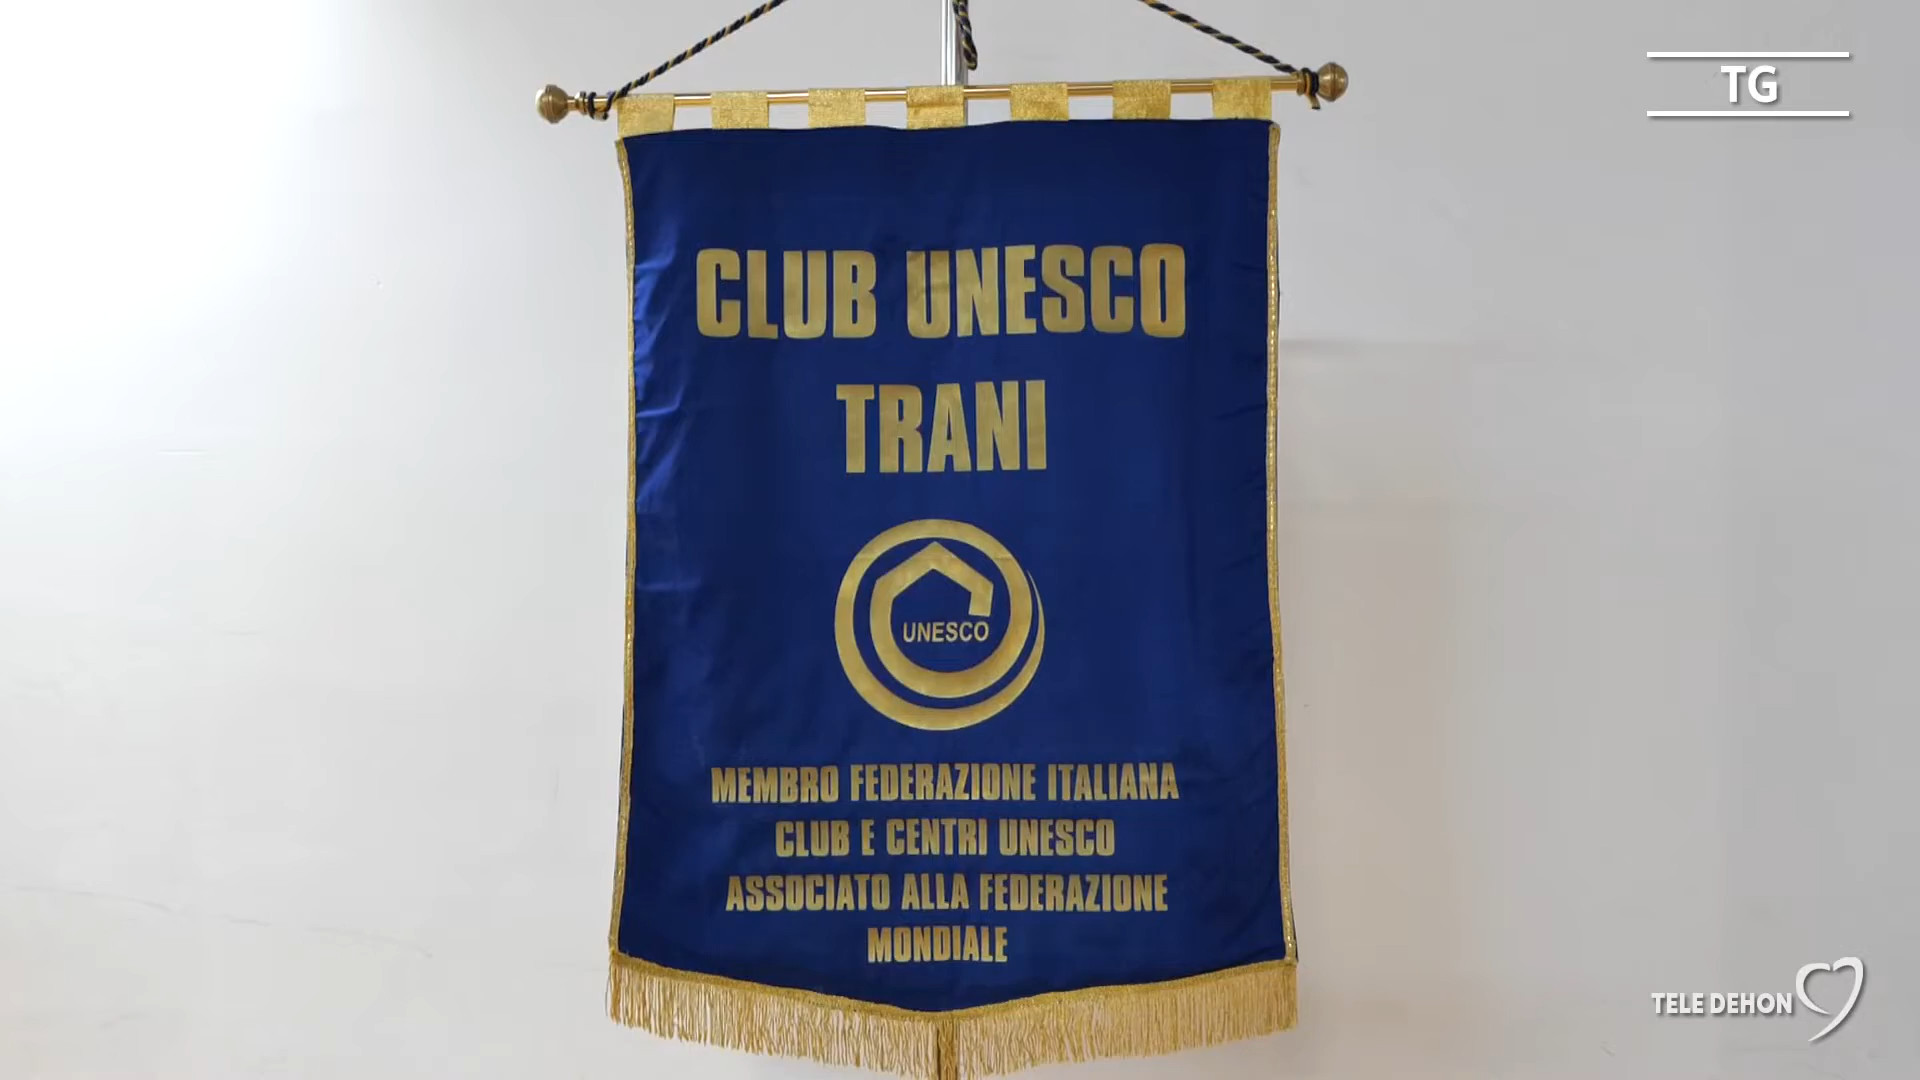 TG
CLUB UNESCO
TRANI
UNESCO
MEMBRO FEDERAZIONE ITALIANA
CLUB E CENTRI UNESCO
ASSOCIATO ALLA FEDERAZIONE
MONDIALE
TELE DEHON